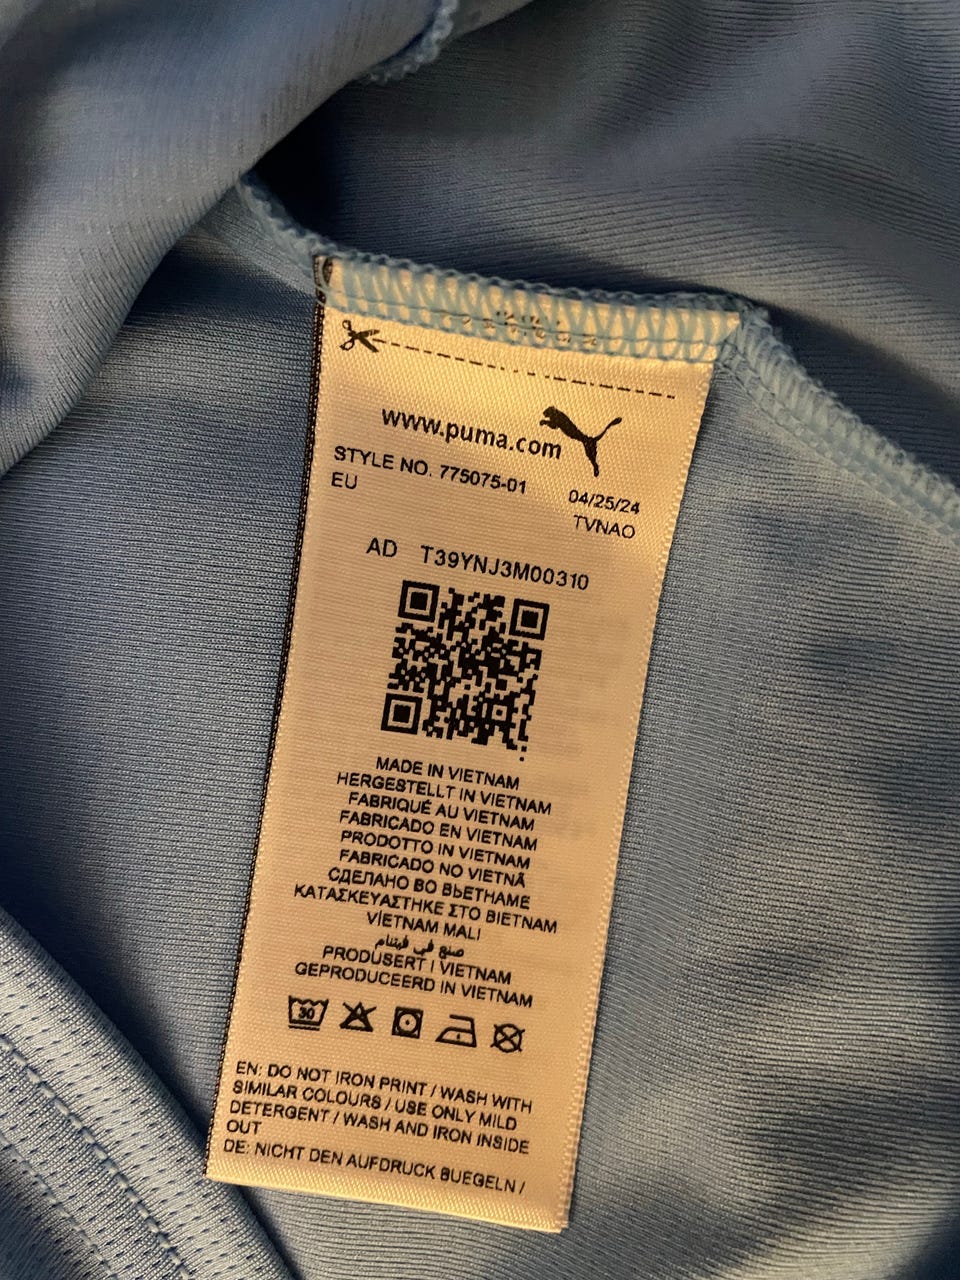 www.puma.com
STYLE NO. 775075-01
EU
04/25/24
TVNAO
AD T39YNJ3M00310
MADE IN VIETNAM
HERGESTELLT IN VIETNAM
FABRIQUÉ AU VIETNAM
FABRICADO EN VIETNAM
PRODOTTO IN VIETNAM
FABRICADO NO VIETNÃ
СДЕЛАНО ВО ВЬЕТНАМЕ
ΚΑΤΑΣΚΕΥΑΣΤΗΚΕ ΣΤΟ ΒΙΕΤΝΑΜ
VİETNAM MALI
صنع في فيتنام
PRODUSERT I VIETNAM
GEPRODUCEERD IN VIETNAM
30
EN: DO NOT IRON PRINT / WASH WITH
SIMILAR COLOURS / USE ONLY MILD
DETERGENT / WASH AND IRON INSIDE
OUT
DE: NICHT DEN AUFDRUCK BUEGELN /